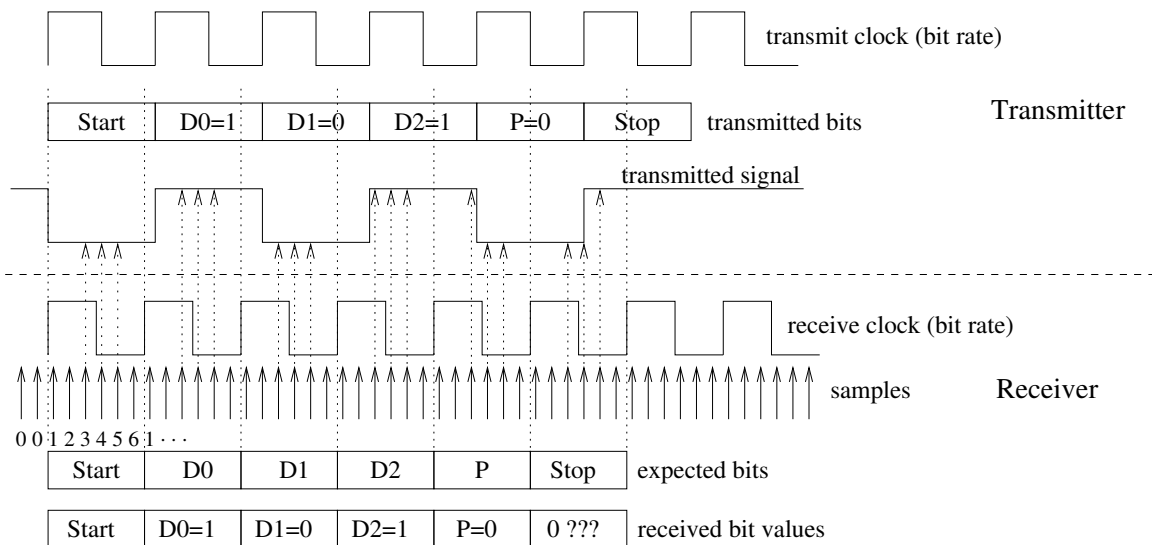 transmit clock (bit rate)
Transmitter
Start D0=1 D1=0 D2=1 P=0 Stop transmitted bits
transmitted signal
receive clock (bit rate)
samples Receiver
0 0 1 2 3 4 5 6 1 · · ·
Start D0 D1 D2 P Stop expected bits
Start D0=1 D1=0 D2=1 P=0 0 ??? received bit values